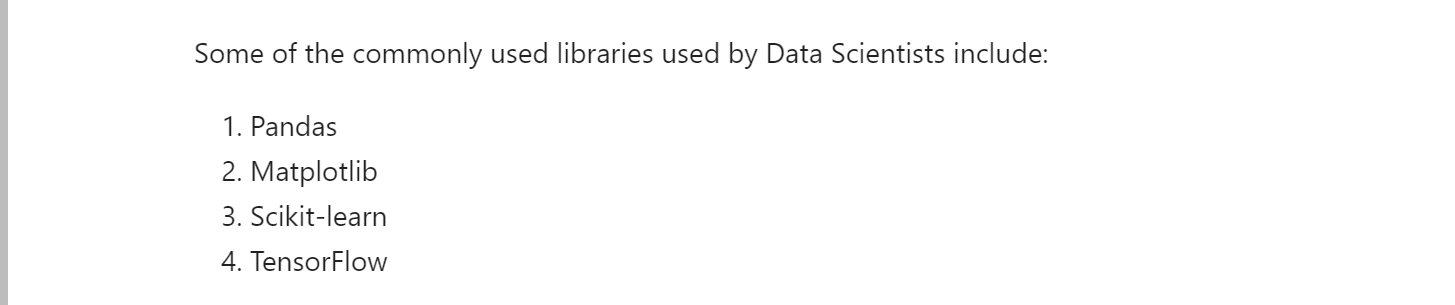 Some of the commonly used libraries used by Data Scientists include:
1. Pandas
2. Matplotlib
3. Scikit-learn
4. TensorFlow